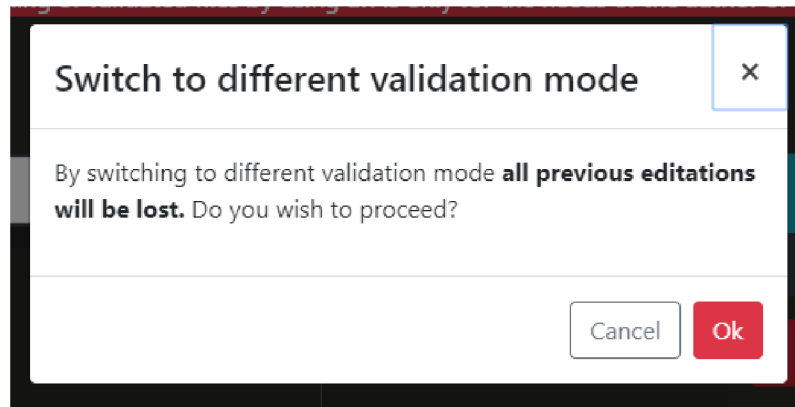 Switch to different validation mode
×
By switching to different validation mode all previous editations
will be lost. Do you wish to proceed?
Cancel
Ok